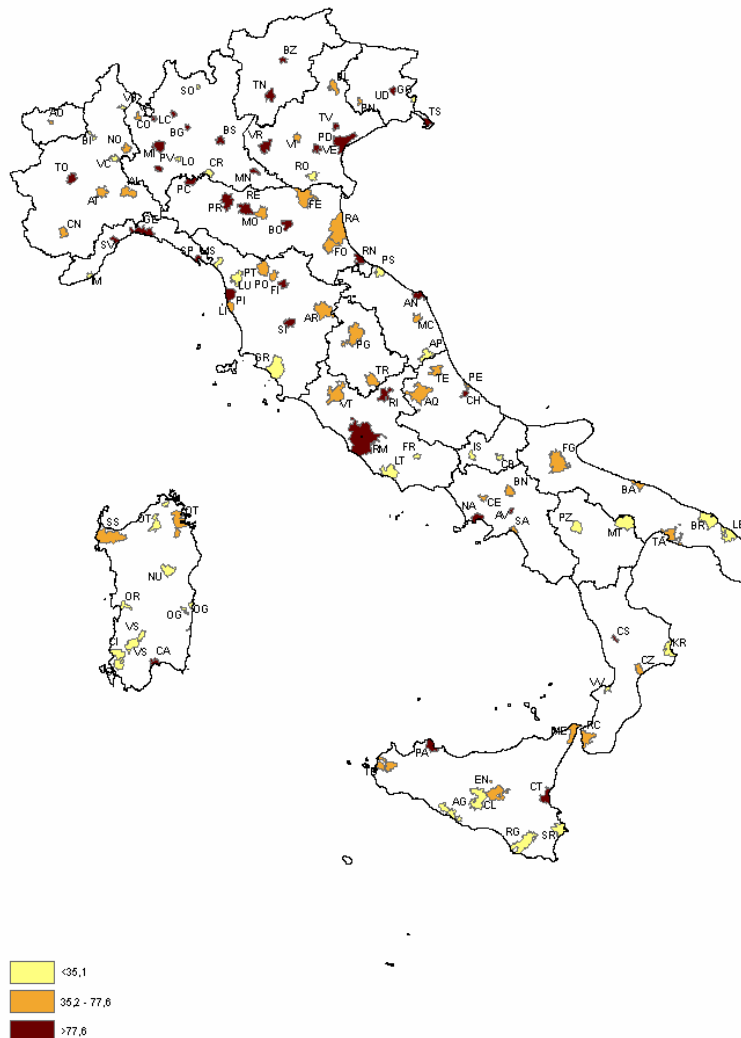 BZ
SO
TN
BL
UD
GO
PN
TS
AO
CO
LC
BG
TV
BS
VR
VI
PD
VE
BI
NO
MI
VC
PV
LO
CR
MN
RO
TO
AT
AL
PC
PR
RE
MO
FE
RA
BO
FO
CN
GE
SV
SP
MS
RN
PS
IM
LU
PT
PO
FI
PI
LI
AR
AN
MC
SI
PG
AP
GR
TR
TE
PE
VT
RI
AQ
CH
RM
FR
LT
IS
CB
FG
BN
CE
BA
NA
AV
SA
PZ
MT
BR
LE
TA
SS
OT
OT
NU
OR
OG
OG
VS
CI
VS
CA
CS
KR
CZ
VV
ME
RC
PA
EN
CT
AG
CL
RG
SR
<35,1
35,2 - 77,6
>77,6